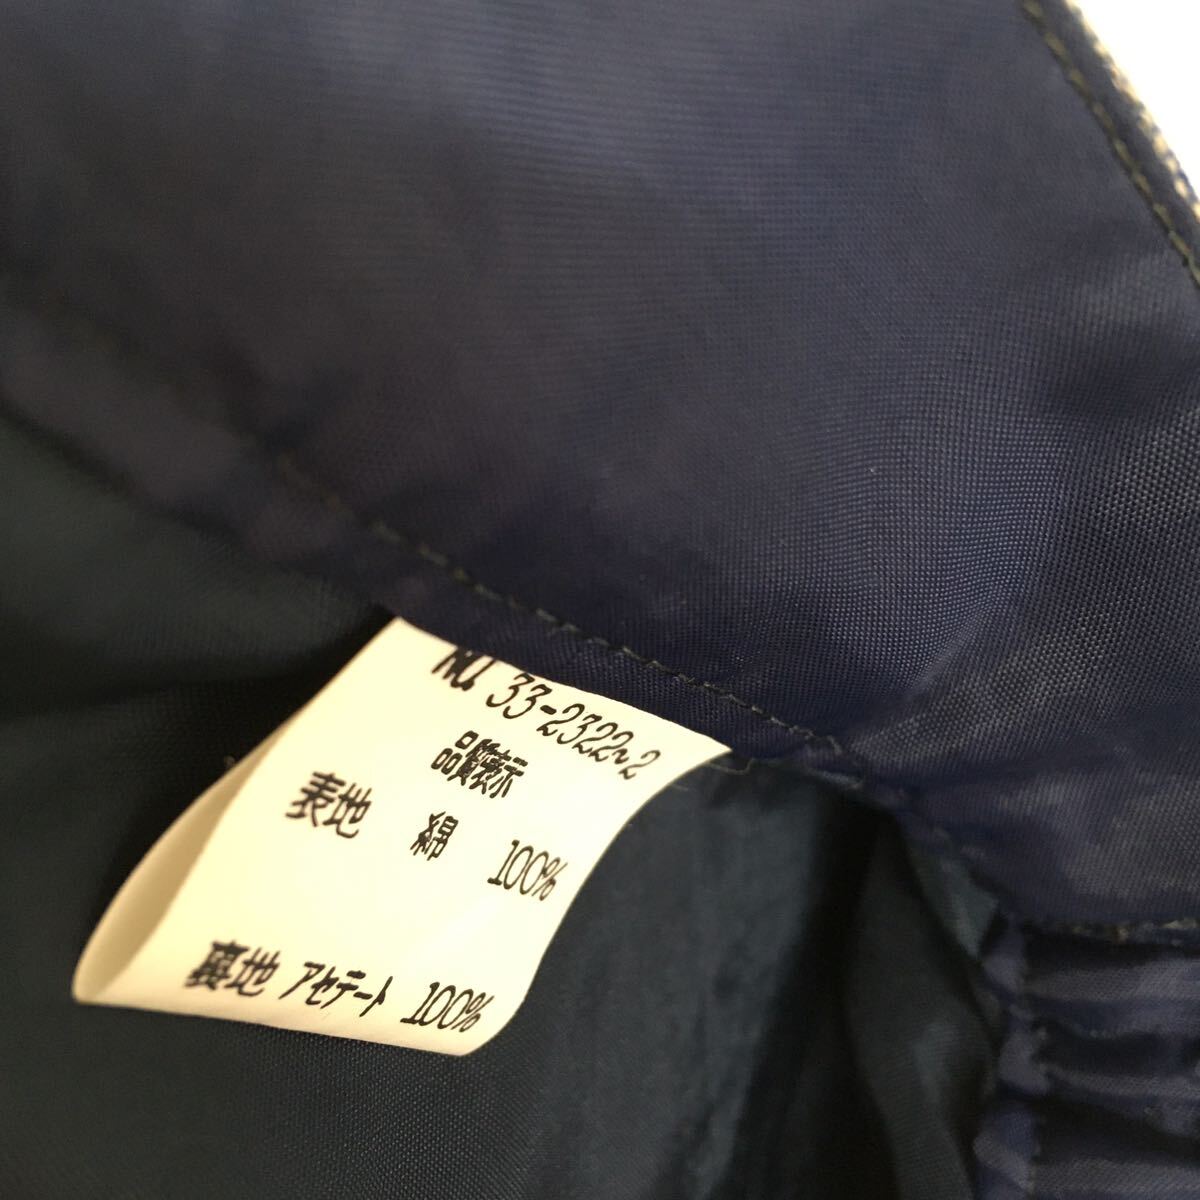 No. 33-2322~2
品質表示
表地 綿 100%
裏地 アセテート 100%